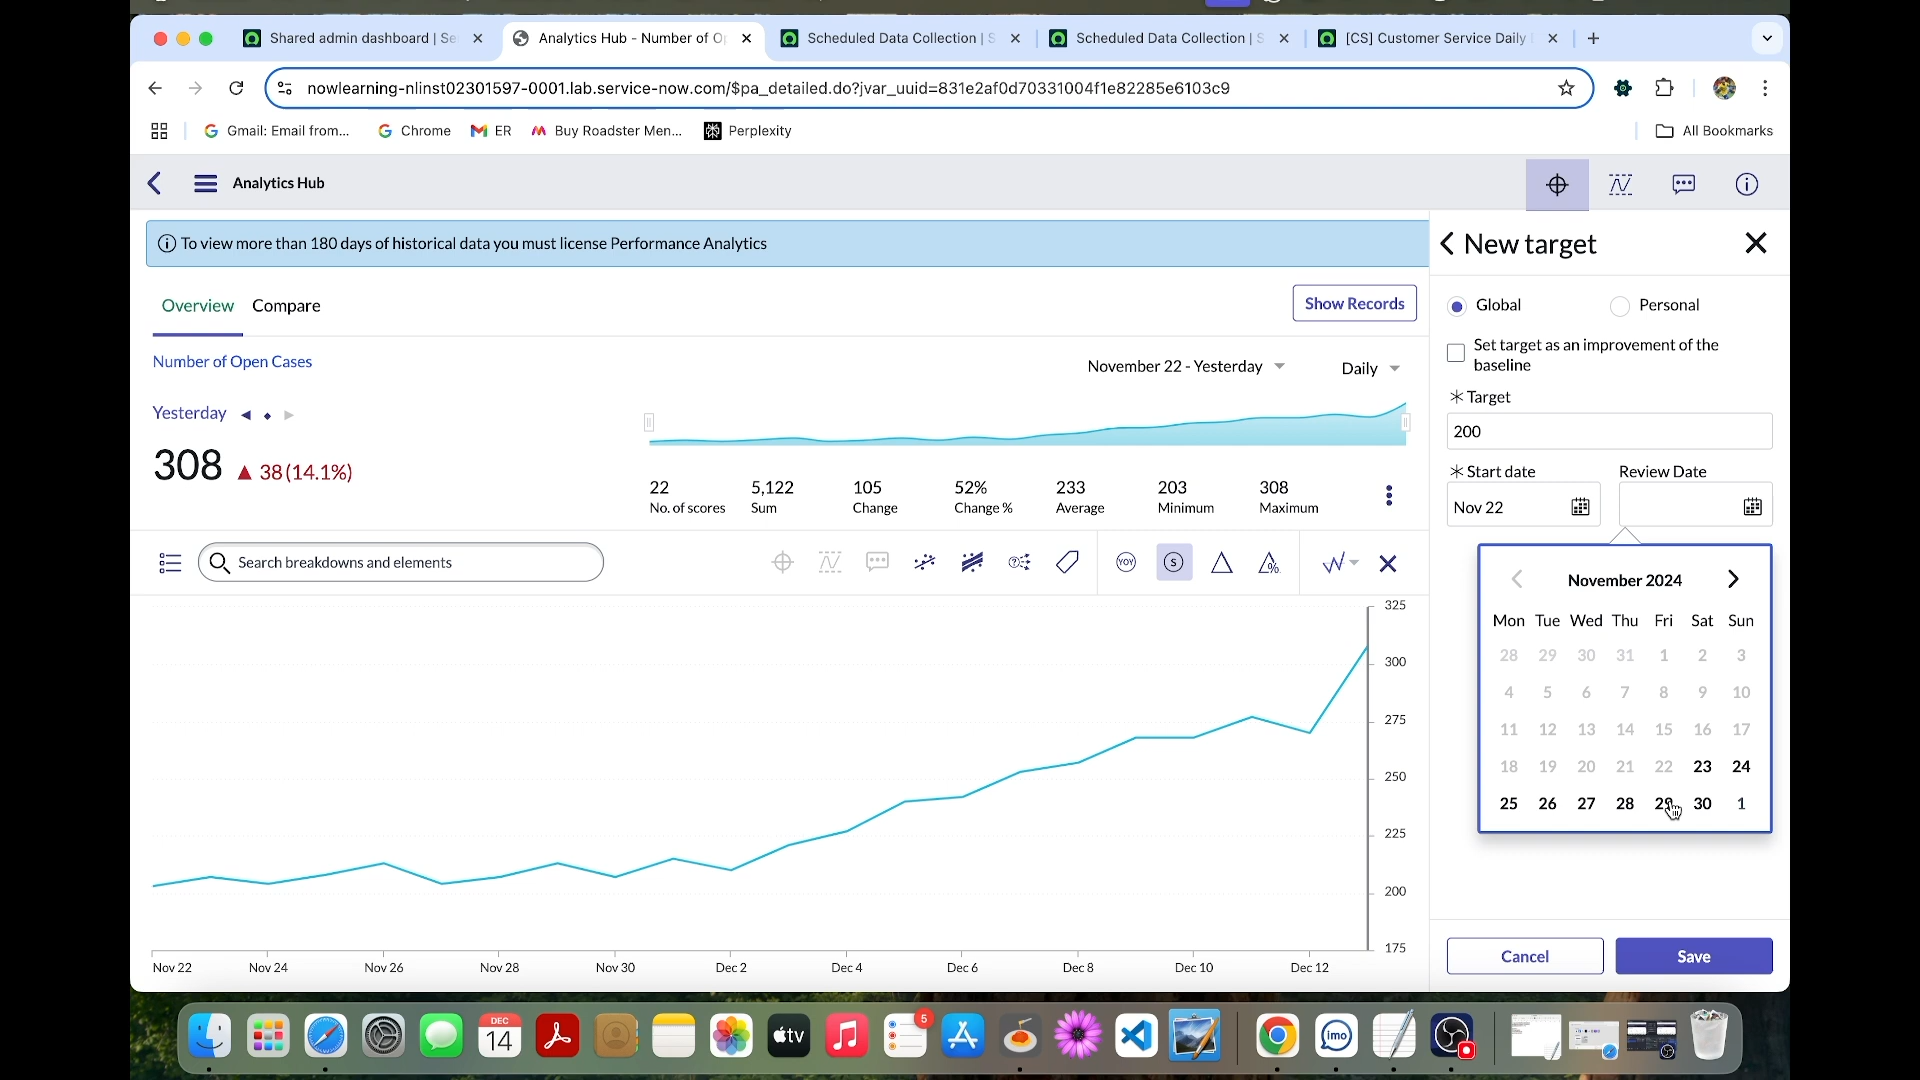 Shared admin dashboard | Se
Analytics Hub - Number of O
Scheduled Data Collection | S
Scheduled Data Collection | S
[CS] Customer Service Daily
nowlearning-nlinst02301597-0001.lab.service-now.com/$pa_detailed.do?jvar_uuid=831e2af0d70331004f1e82285e6103c9
Gmail: Email from...
Chrome
ER
Buy Roadster Men...
Perplexity
All Bookmarks
Analytics Hub
To view more than 180 days of historical data you must license Performance Analytics
Overview
Compare
Show Records
Number of Open Cases
November 22 - Yesterday
Daily
Yesterday
308
38 (14.1%)
22 5,122 105 52% 233 203 308
No. of scores Sum Change Change % Average Minimum Maximum
Search breakdowns and elements
YOY
S
%
325
300
275
250
225
200
175
Nov 22 Nov 24 Nov 26 Nov 28 Nov 30 Dec 2 Dec 4 Dec 6 Dec 8 Dec 10 Dec 12
New target
Global
Personal
Set target as an improvement of the
baseline
Target
200
Start date
Review Date
Nov 22
November 2024
Mon Tue Wed Thu Fri Sat Sun
28 29 30 31 1 2 3
4 5 6 7 8 9 10
11 12 13 14 15 16 17
18 19 20 21 22 23 24
25 26 27 28 29 30 1
Cancel
Save
DEC
14
tv
5
imo